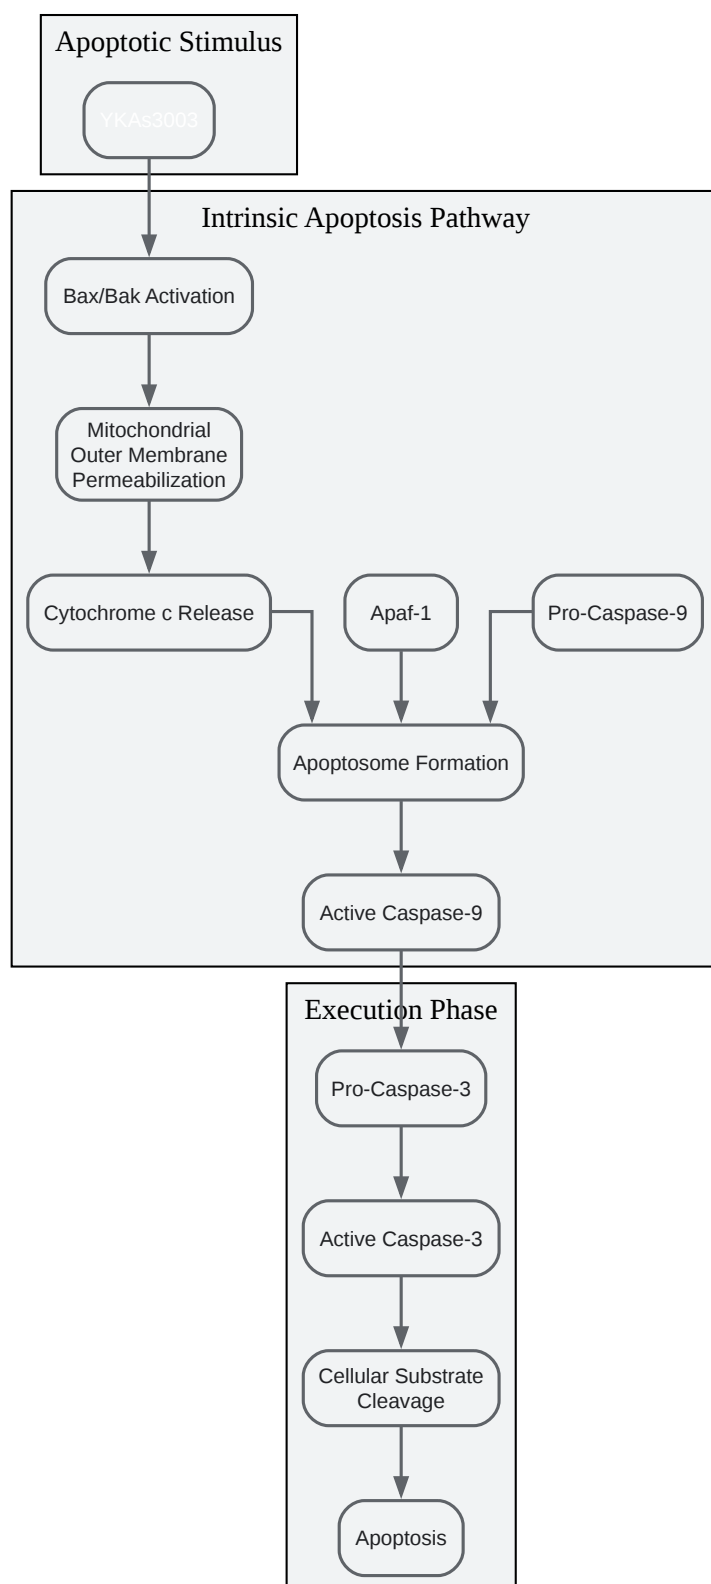 Apoptotic Stimulus
YKAs3003
Intrinsic Apoptosis Pathway
Bax/Bak Activation
Mitochondrial
Outer Membrane
Permeabilization
Cytochrome c Release
Apaf-1
Pro-Caspase-9
Apoptosome Formation
Active Caspase-9
Execution Phase
Pro-Caspase-3
Active Caspase-3
Cellular Substrate
Cleavage
Apoptosis